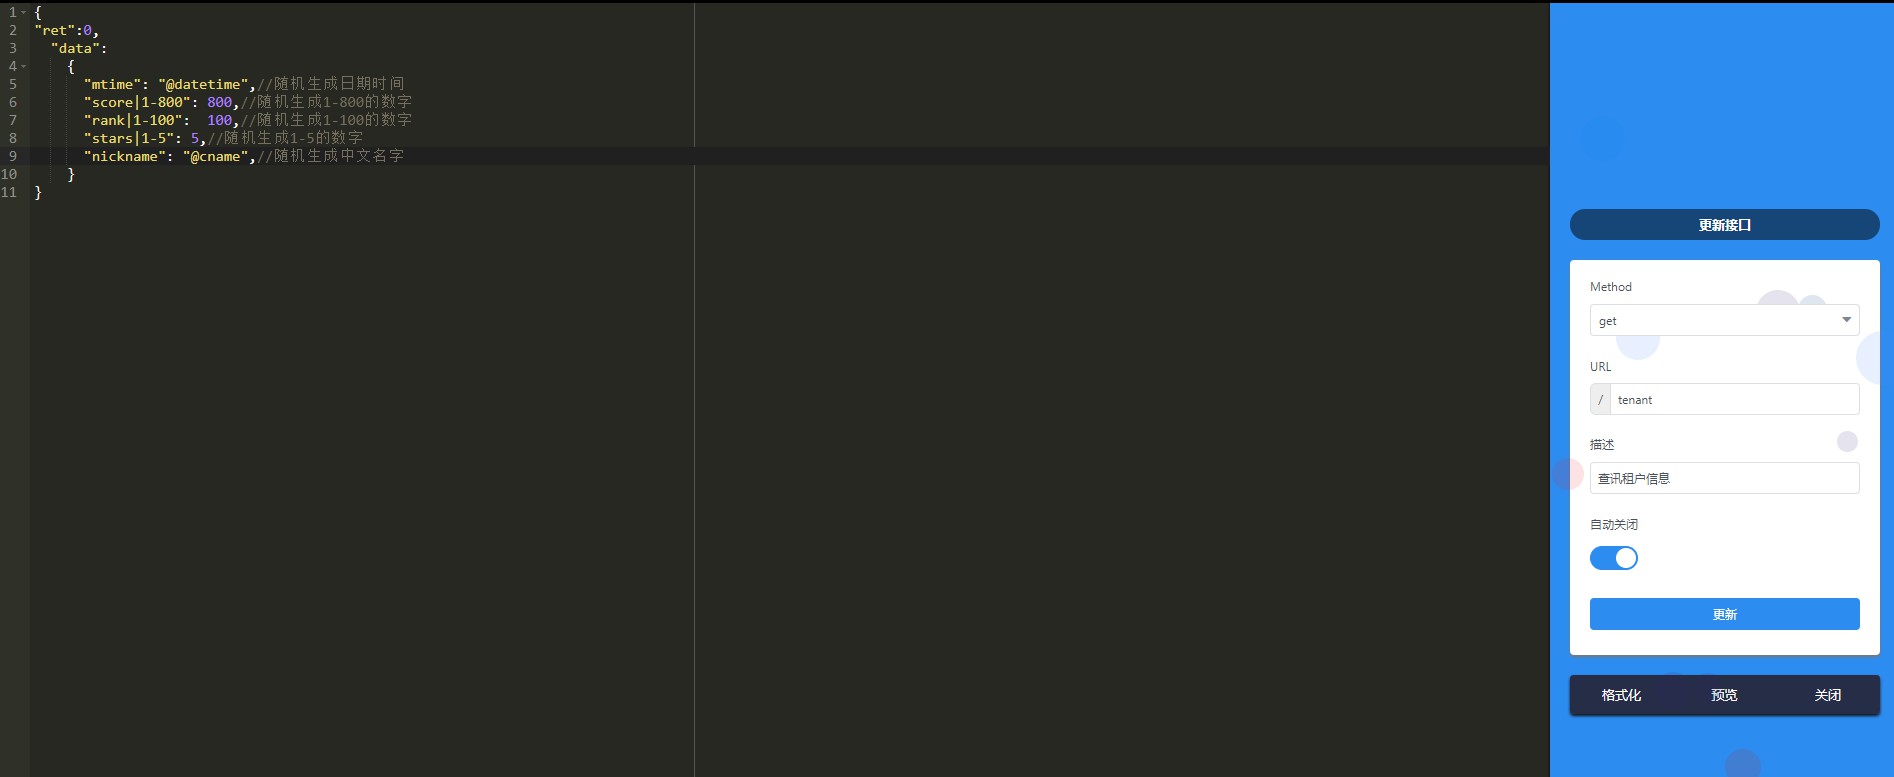 1 {
2 "ret":0,
3 "data":
4 {
5 "mtime": "@datetime",//随机生成日期时间
6 "score|1-800": 800,//随机生成1-800的数字
7 "rank|1-100":  100,//随机生成1-100的数字
8 "stars|1-5": 5,//随机生成1-5的数字
9 "nickname": "@cname",//随机生成中文名字
10 }
11 }
更新接口
Method
get
URL
/ tenant
描述
查讯租户信息
自动关闭
更新
格式化 预览 关闭